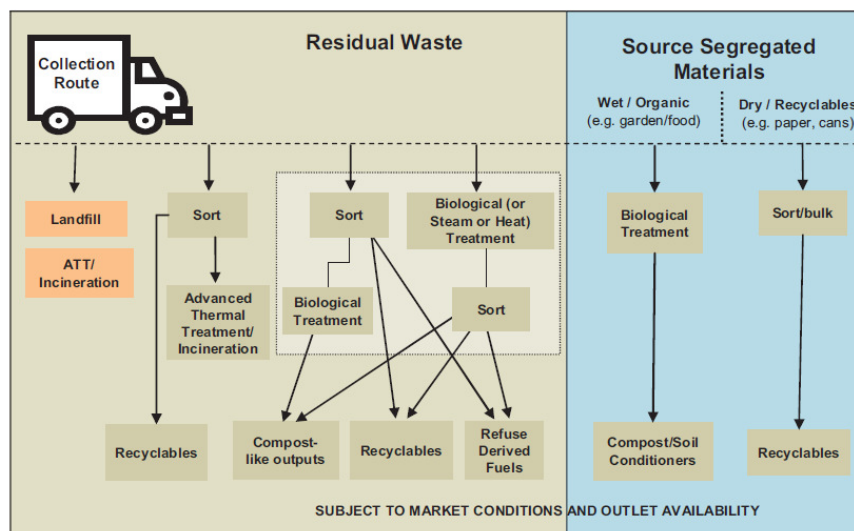 Collection
Route
Residual Waste
Source Segregated
Materials
Wet / Organic
(e.g. garden/food)
Dry / Recyclables
(e.g. paper, cans)
Landfill
ATT/
Incineration
Sort
Advanced
Thermal
Treatment/
Incineration
Sort
Biological
Treatment
Biological (or
Steam or Heat)
Treatment
Sort
Biological
Treatment
Sort/bulk
Recyclables
Compost-
like outputs
Recyclables
Refuse
Derived
Fuels
Compost/Soil
Conditioners
Recyclables
SUBJECT TO MARKET CONDITIONS AND OUTLET AVAILABILITY